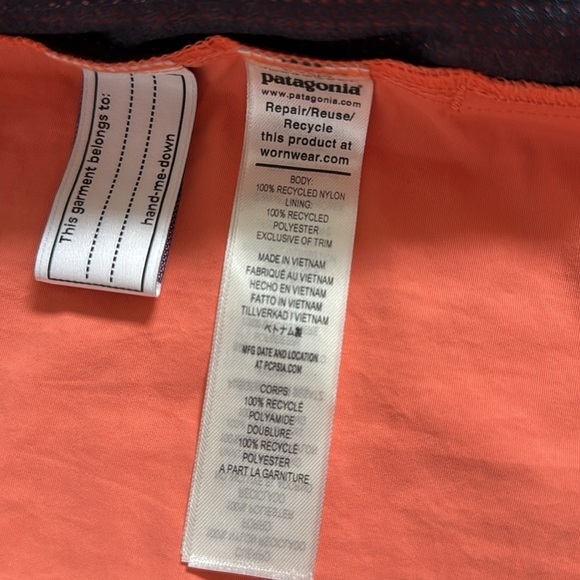 This garment belongs to:
hand-me-down
patagonia®
www.patagonia.com
Repair/Reuse/
Recycle
this product at
wornwear.com
BODY:
100% RECYCLED NYLON
LINING:
100% RECYCLED
POLYESTER
EXCLUSIVE OF TRIM
MADE IN VIETNAM
FABRIQUÉ AU VIETNAM
HECHO EN VIETNAM
FATTO IN VIETNAM
TILLVERKAD I VIETNAM
ベトナム製
MFG DATE AND LOCATION
AT PCPSIA.COM
CORPS:
100% RECYCLÉ
POLYAMIDE
DOUBLURE:
100% RECYCLÉ
POLYESTER
A PART LA GARNITURE